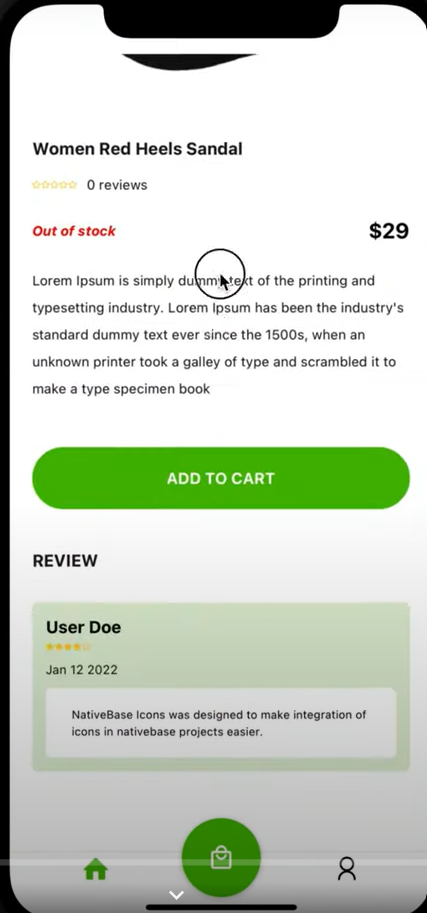 Women Red Heels Sandal
0 reviews
Out of stock
$29
Lorem Ipsum is simply dummy text of the printing and
typesetting industry. Lorem Ipsum has been the industry's
standard dummy text ever since the 1500s, when an
unknown printer took a galley of type and scrambled it to
make a type specimen book
ADD TO CART
REVIEW
User Doe
Jan 12 2022
NativeBase Icons was designed to make integration of
icons in nativebase projects easier.